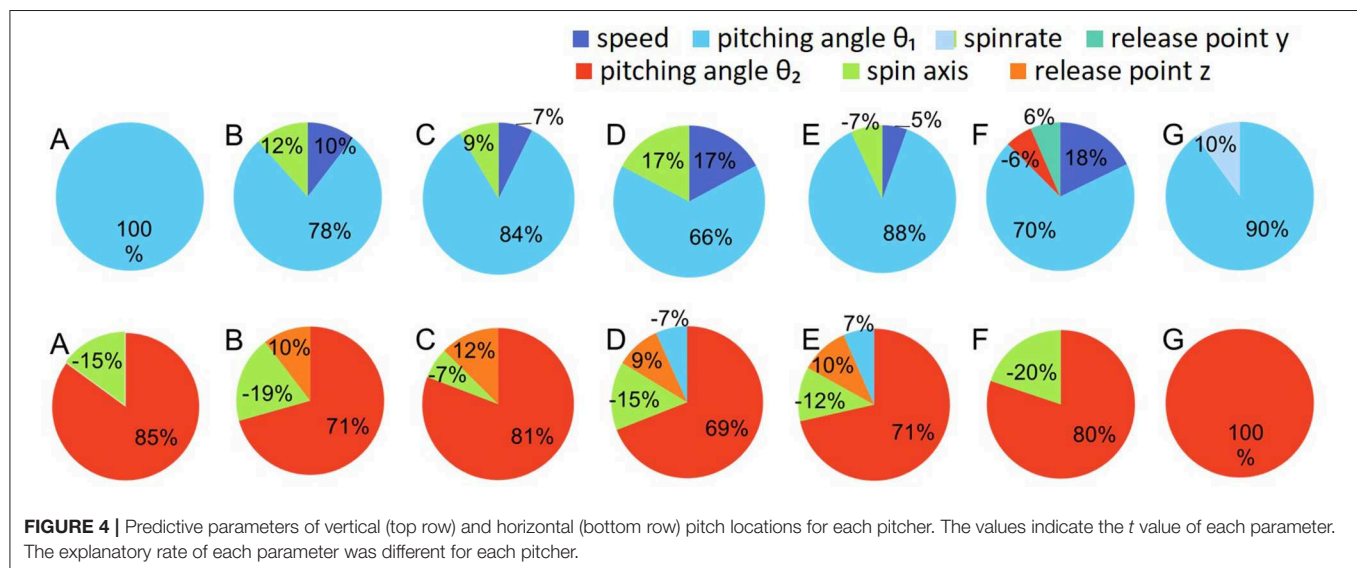 speed pitching angle θ₁ spinrate release point y
pitching angle θ₂ spin axis release point z
A
100
%
B
12%
10%
78%
C
9%
7%
84%
D
17%
17%
66%
E
-7%
5%
88%
F
6%
-6%
18%
70%
G
10%
90%
A
-15%
85%
B
10%
-19%
71%
C
12%
-7%
81%
D
-7%
9%
-15%
69%
E
7%
10%
-12%
71%
F
-20%
80%
G
100
%
FIGURE 4 | Predictive parameters of vertical (top row) and horizontal (bottom row) pitch locations for each pitcher. The values indicate the t value of each parameter.
The explanatory rate of each parameter was different for each pitcher.